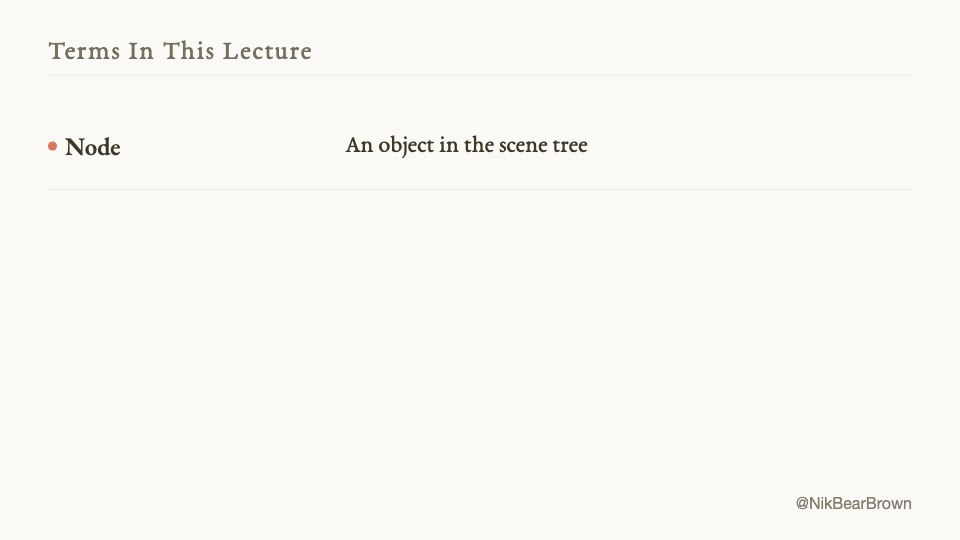 Terms In This Lecture
Node
An object in the scene tree
@NikBearBrown